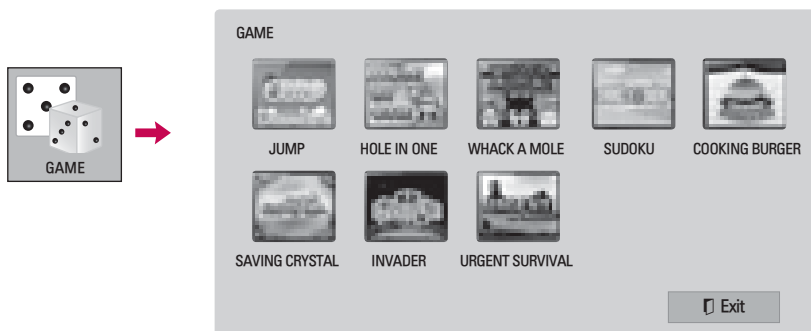 GAME
GAME
JUMP HOLE IN ONE WHACK A MOLE SUDOKU COOKING BURGER
SAVING CRYSTAL INVADER URGENT SURVIVAL
Exit